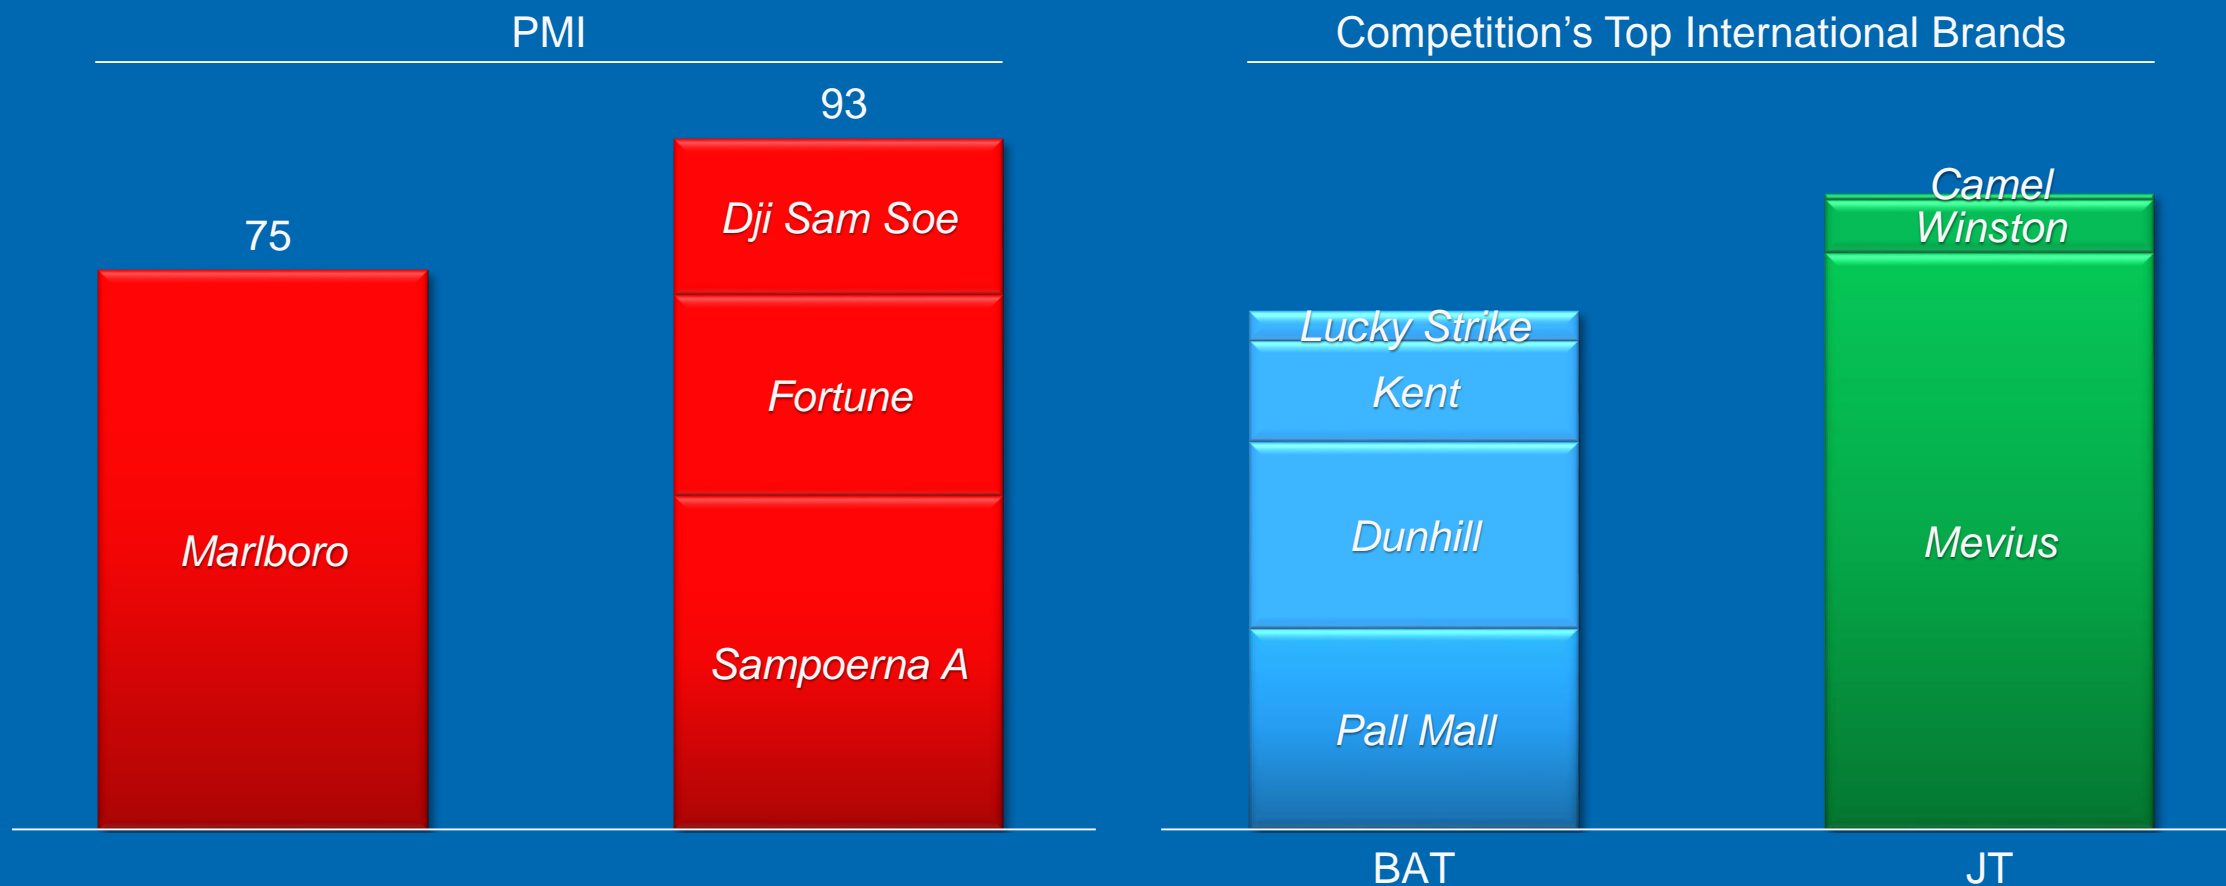 PMI
Competition’s Top International Brands
75
Marlboro
93
Dji Sam Soe
Fortune
Sampoerna A
Lucky Strike
Kent
Dunhill
Pall Mall
BAT
Camel
Winston
Mevius
JT